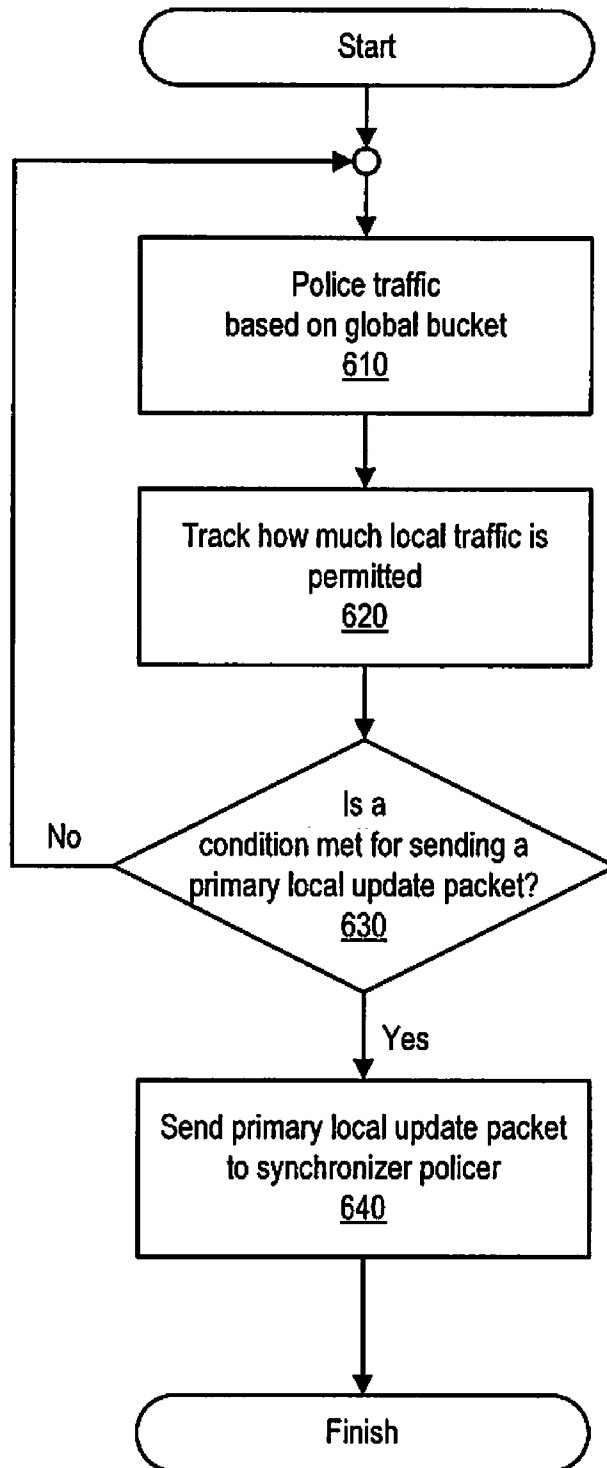 Start
Police traffic
based on global bucket
610
Track how much local traffic is
permitted
620
Is a
condition met for sending a
primary local update packet?
630
No
Yes
Send primary local update packet
to synchronizer policer
640
Finish